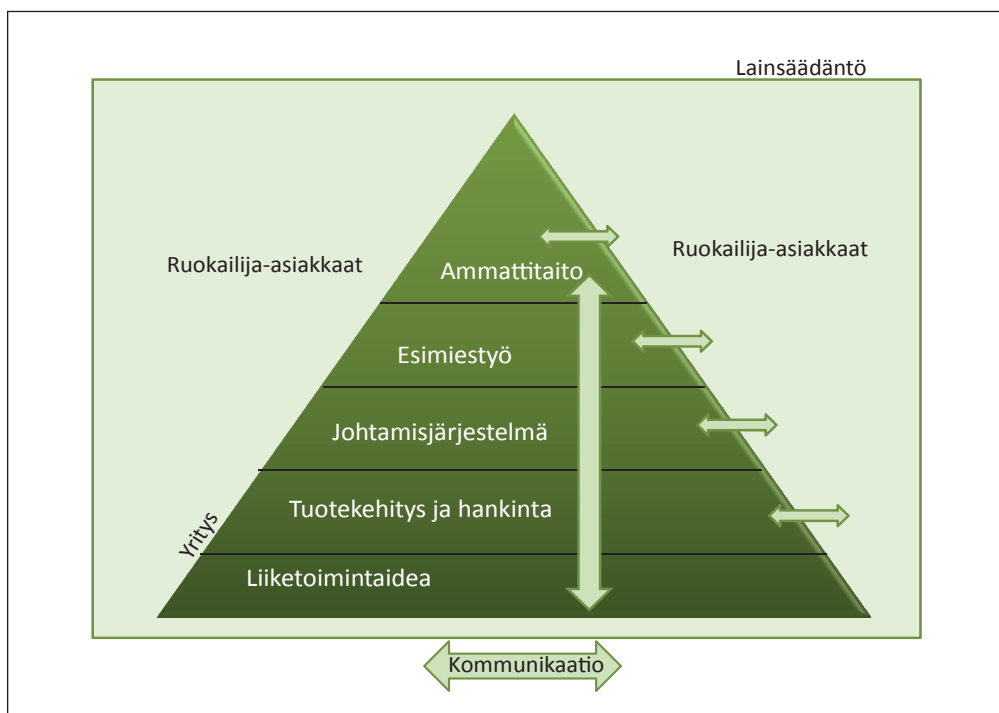 Lainsäädäntö
Ruokailija-asiakkaat
Ruokailija-asiakkaat
Ammattitaito
Esimiestyö
Johtamisjärjestelmä
Tuotekehitys ja hankinta
Yritys
Liiketoimintaidea
Kommunikaatio